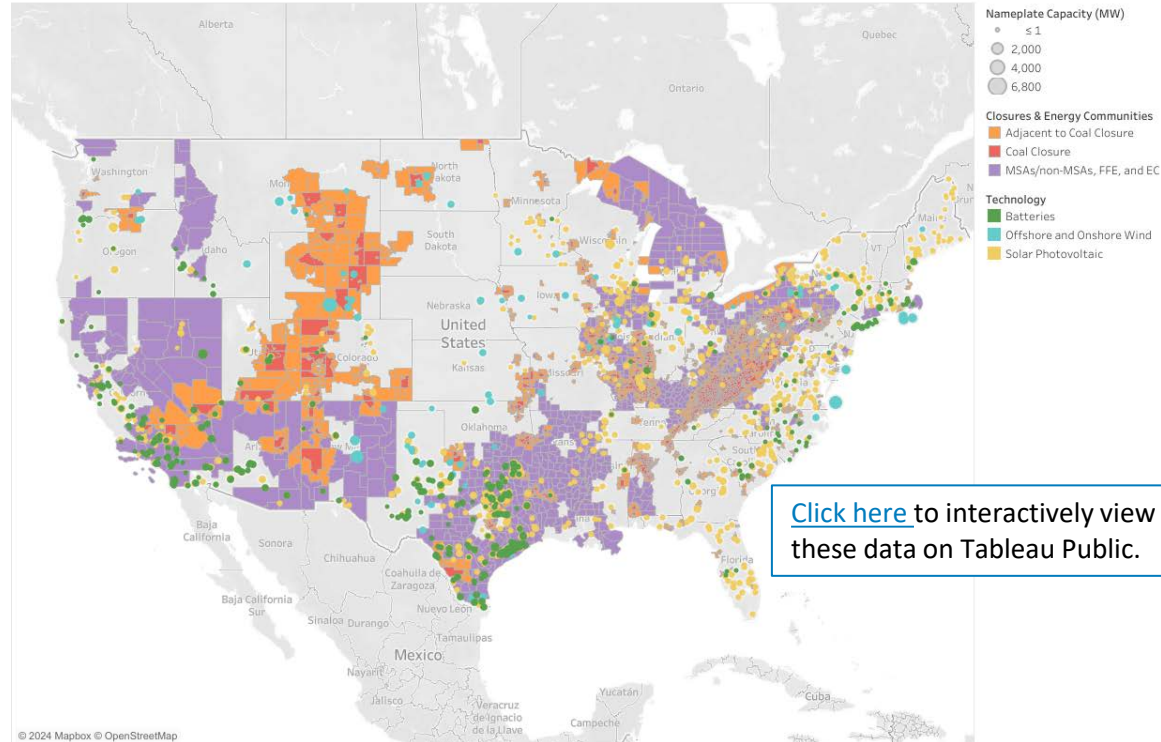 Alberta
Quebec
Ontario
Nameplate Capacity (MW)
≤ 1
2,000
4,000
6,800
Closures & Energy Communities
Adjacent to Coal Closure
Coal Closure
MSAs/non-MSAs, FFE, and EC
Technology
Batteries
Offshore and Onshore Wind
Solar Photovoltaic
Washington
North
Minnesota
VT
South
Dakota
Wisconsin
Nebraska
United
States
Colorado
Kansas
Oklahoma
South
Florida
Click here to interactively view
these data on Tableau Public.
Baja
California
Sonora
Chihuahua
Coahuila de
Zaragoza
Baja California
Sur
Nuevo León
Sinaloa
Durango
Tamaulipas
Mexico
Nayarit
Jalisco
Veracruz
de Ignacio
de la Llave
Yucatán
Campeche
Cuba
© 2024 Mapbox © OpenStreetMap